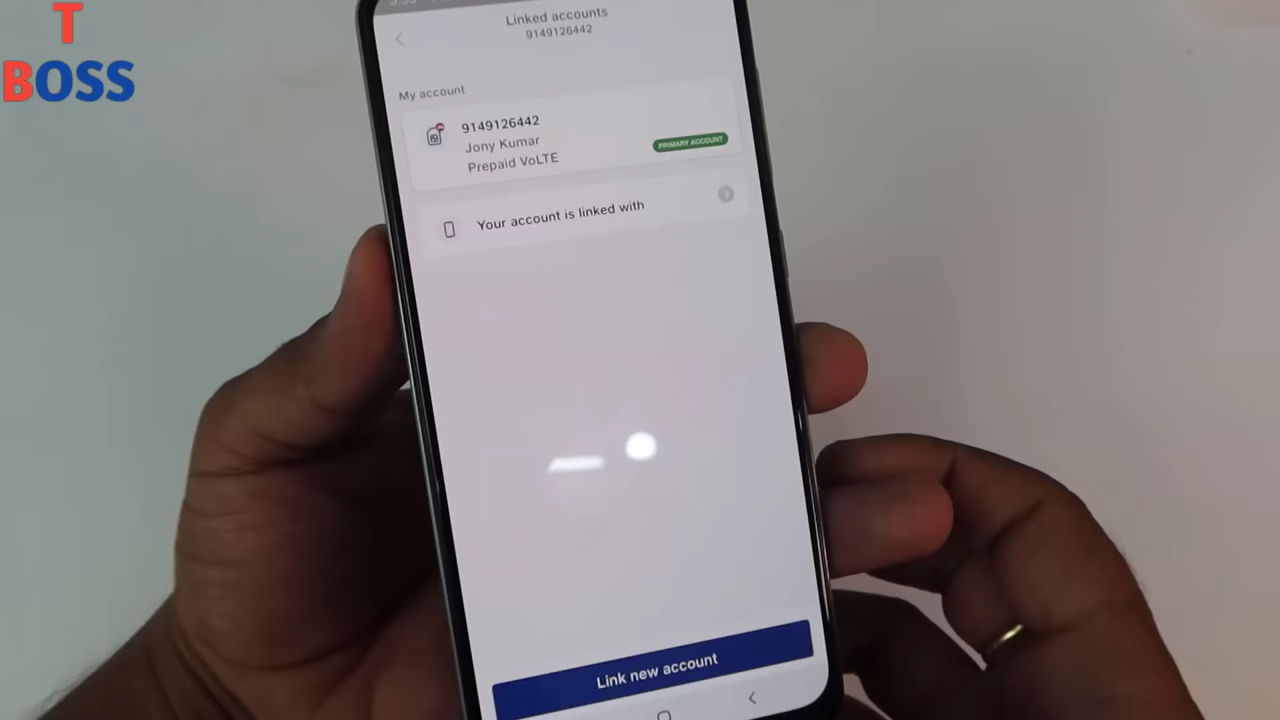 T
BOSS
Linked accounts
9149126442
My account
9149126442
Jony Kumar
Prepaid VoLTE
PRIMARY ACCOUNT
Your account is linked with
Link new account